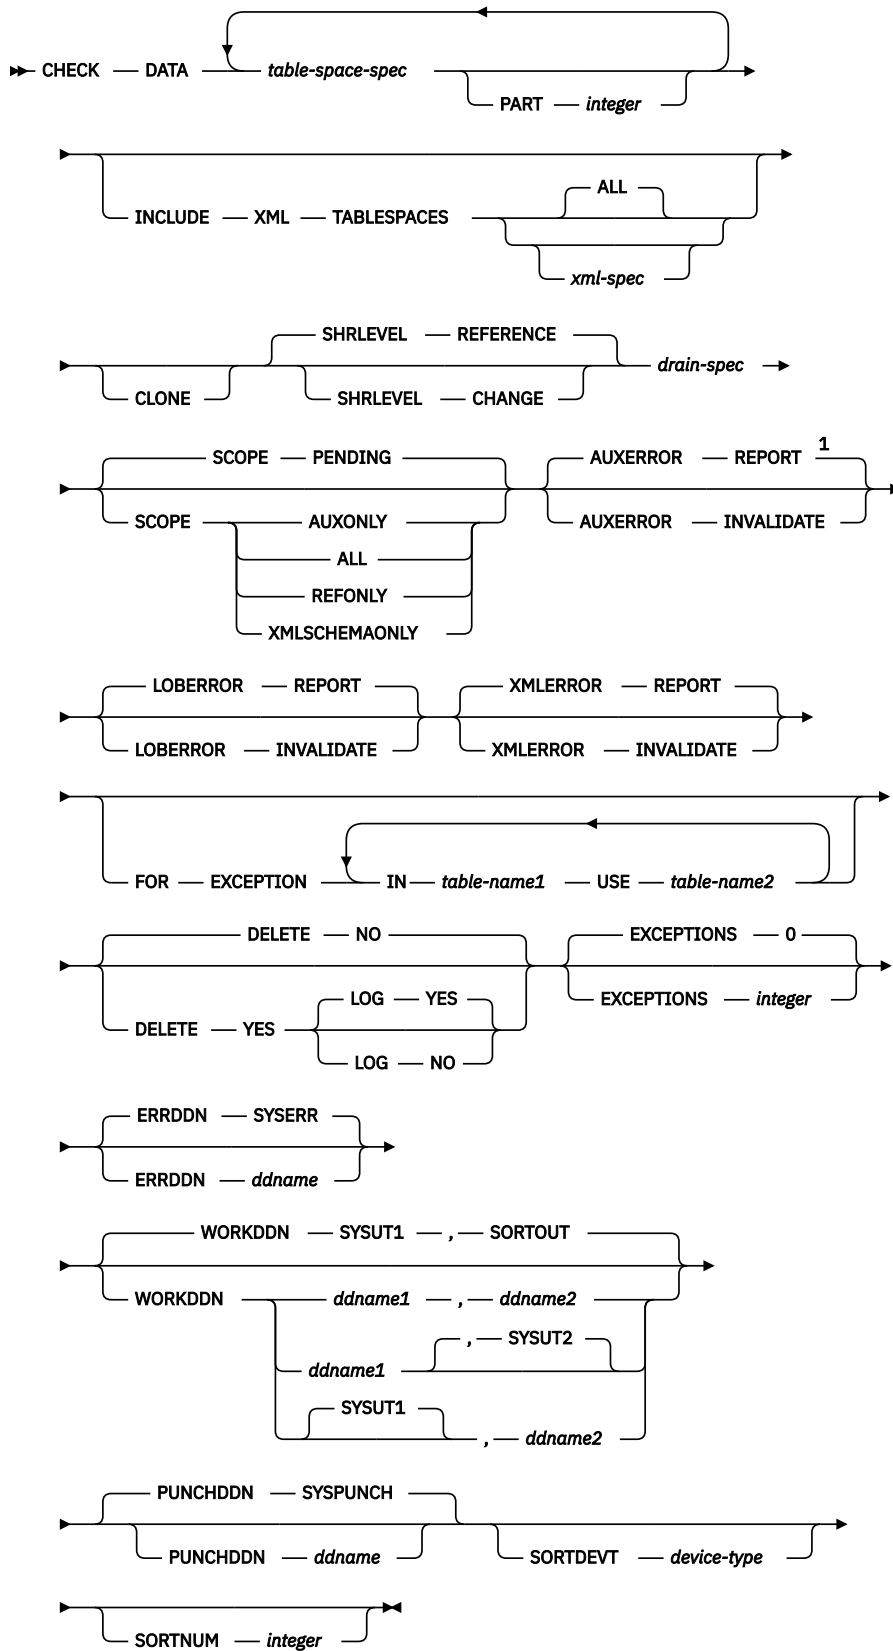 CHECK DATA table-space-spec
PART integer
ALL
INCLUDE XML TABLESPACES
xml-spec
SHRLEVEL REFERENCE
drain-spec
CLONE SHRLEVEL CHANGE
SCOPE PENDING AUXERROR REPORT 1
SCOPE AUXONLY AUXERROR INVALIDATE
ALL
REFONLY
XMLSCHEMAONLY
LOBERROR REPORT XMLERROR REPORT
LOBERROR INVALIDATE XMLERROR INVALIDATE
FOR EXCEPTION IN table-name1 USE table-name2
DELETE NO EXCEPTIONS 0
LOG YES EXCEPTIONS integer
DELETE YES
LOG NO
ERRDDN SYSERR
ERRDDN ddname
WORKDDN SYSUT1 , SORTOUT
WORKDDN ddname1 , ddname2
, SYSUT2
ddname1
SYSUT1
, ddname2
PUNCHDDN SYSPUNCH
PUNCHDDN ddname SORTDEVT device-type
SORTNUM integer